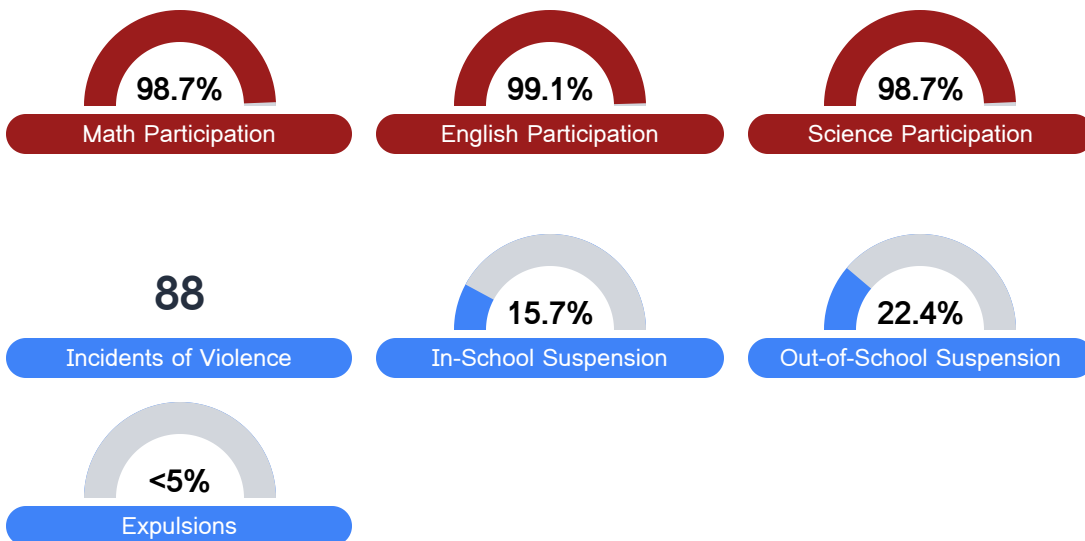 98.7% 99.1% 98.7%
Math Participation English Participation Science Participation
88 15.7% 22.4%
Incidents of Violence In-School Suspension Out-of-School Suspension
<5%
Expulsions